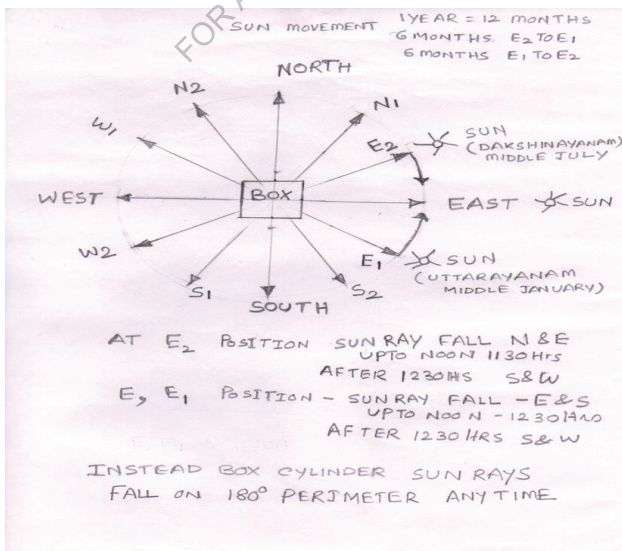 FOR A
SUN MOVEMENT
1 YEAR = 12 MONTHS
6 MONTHS E2 TO E1
6 MONTHS E1 TO E2
NORTH
N2
N1
W1
E2
SUN
(DAKSHINAYANAM)
MIDDLE JULY
WEST
BOX
EAST
SUN
W2
E1
SUN
(UTTARAYANAM
MIDDLE JANUARY)
S1
S2
SOUTH
AT E2 POSITION SUN RAY FALL N & E
UPTO NOON 1130 Hrs
AFTER 1230 HS S & W
E, E1 POSITION - SUN RAY FALL - E & S
UPTO NOON - 1230 Hrs
AFTER 1230 HRS S & W
INSTEAD BOX CYLINDER SUN RAYS
FALL ON 180° PERIMETER ANY TIME